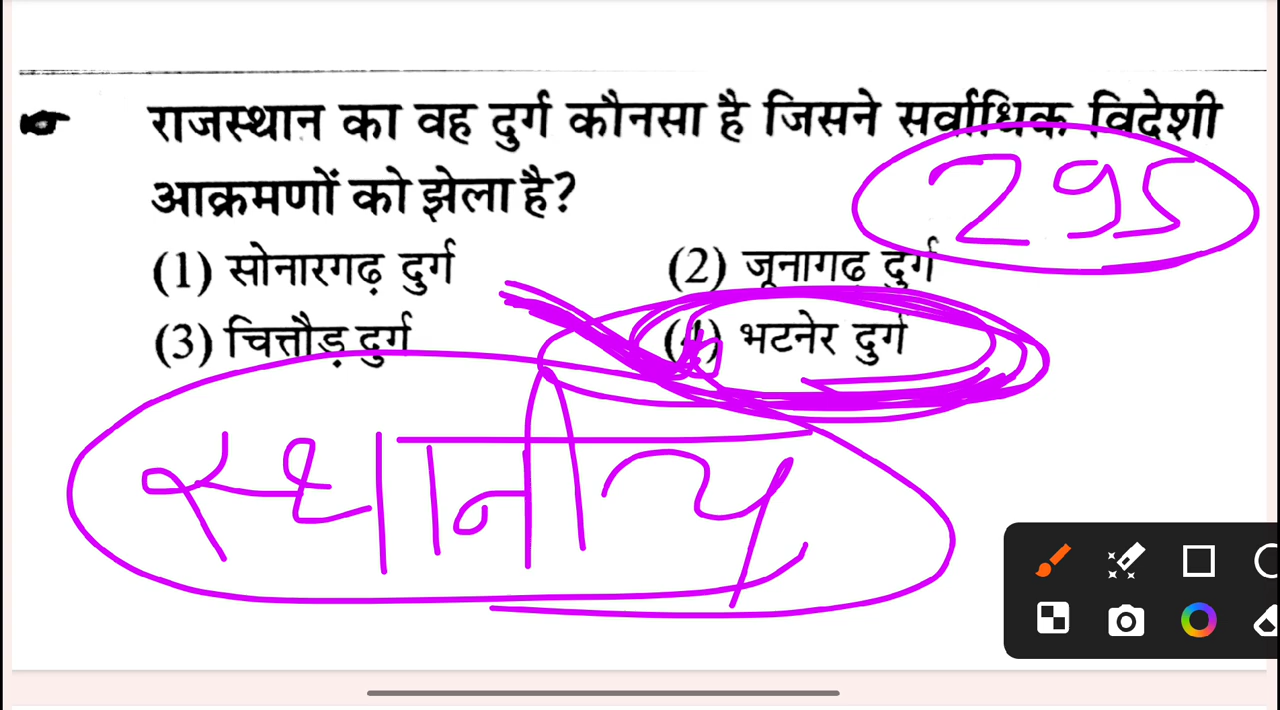 राजस्थान का वह दुर्ग कौनसा है जिसने सर्वाधिक विदेशी
आक्रमणों को झेला है?
295
(1) सोनारगढ़ दुर्ग (2) जूनागढ़ दुर्ग
(3) चित्तौड़ दुर्ग (4) भटनेर दुर्ग
स्थानीय